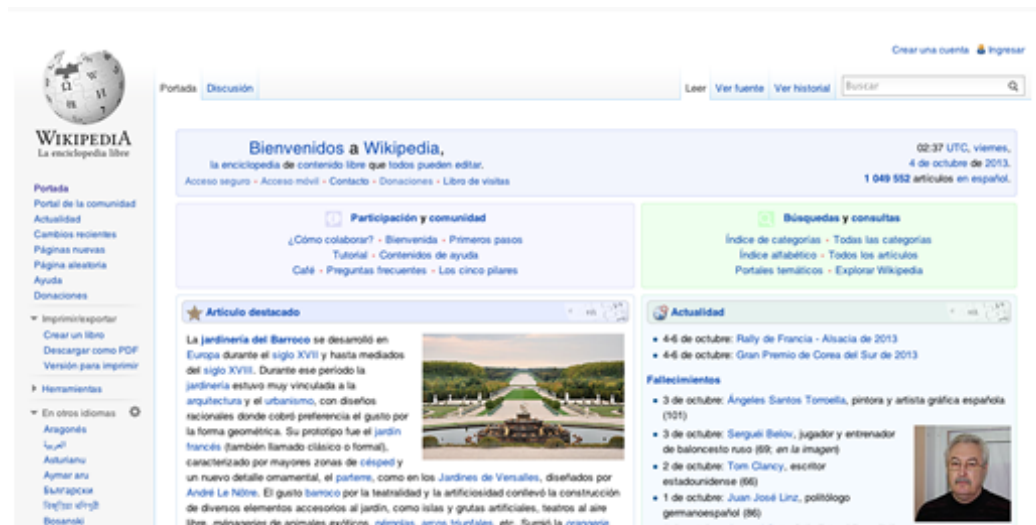 Crear una cuenta Ingresar
Portada Discusión
Leer Ver fuente Ver historial Buscar
WIKIPEDIA
La enciclopedia libre
Portada
Portal de la comunidad
Actualidad
Cambios recientes
Páginas nuevas
Página aleatoria
Ayuda
Donaciones
Imprimir/exportar
Crear un libro
Descargar como PDF
Versión para imprimir
Herramientas
En otros idiomas
Aragonés
العربية
Asturianu
Aymar aru
Български
Bosanski
Bienvenidos a Wikipedia,
la enciclopedia de contenido libre que todos pueden editar.
Acceso seguro - Acceso móvil - Contacto - Donaciones - Libro de visitas
02:37 UTC, viernes,
4 de octubre de 2013.
1 049 552 artículos en español.
Participación y comunidad
¿Cómo colaborar? - Bienvenida - Primeros pasos
Tutorial - Contenidos de ayuda
Café - Preguntas frecuentes - Los cinco pilares
Búsquedas y consultas
Índice de categorías - Todas las categorías
Índice alfabético - Todos los artículos
Portales temáticos - Explorar Wikipedia
Artículo destacado
La jardinería del Barroco se desarrolló en
Europa durante el siglo XVII y hasta mediados
del siglo XVIII. Durante ese período la
jardinería estuvo muy vinculada a la
arquitectura y el urbanismo, con diseños
racionales donde cobró preferencia el gusto por
la forma geométrica. Su prototipo fue el jardín
francés (también llamado clásico o formal),
caracterizado por mayores zonas de césped y
un nuevo detalle ornamental, el parterre, como en los Jardines de Versalles, diseñados por
André Le Nôtre. El gusto barroco por la teatralidad y la artificiosidad conllevó la construcción
de diversos elementos accesorios al jardín, como islas y grutas artificiales, teatros al aire
libre, ménageries de animales exóticos, pérgolas, arcos triunfales, etc. Surgió la orangerie
Actualidad
4-6 de octubre: Rally de Francia - Alsacia de 2013
4-6 de octubre: Gran Premio de Corea del Sur de 2013
Fallecimientos
3 de octubre: Ángeles Santos Torroella, pintora y artista gráfica española
(101)
3 de octubre: Serguéi Belov, jugador y entrenador
de baloncesto ruso (69; en la imagen)
2 de octubre: Tom Clancy, escritor
estadounidense (66)
1 de octubre: Juan José Linz, politólogo
germanoespañol (86)